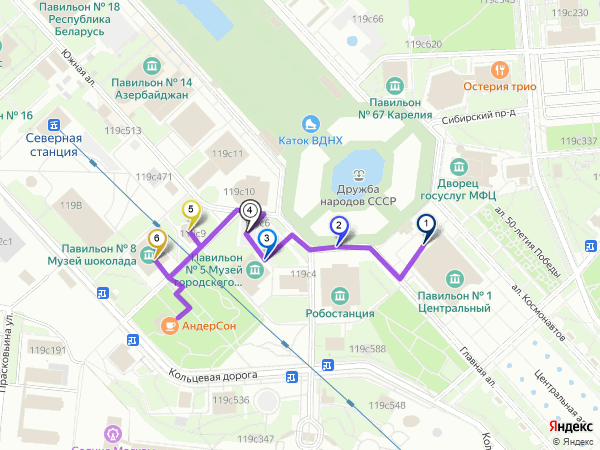 Павильон № 18
Республика
Беларусь
119с66
119с230
119с620
Южная ал.
Павильон № 14
Азербайджан
Остерия трио
Павильон
№ 67 Карелия
Сибирский пр-д
№ 16
119с513
Северная
станция
Каток ВДНХ
119с337
119с11
119с471
Дворец
госуслуг МФЦ
119с10
Дружба
народов СССР
119В
5
4
1
2
3
6
ал. 50-летия Победы
Павильон № 8
Музей шоколада
Павильон
№ 5 Музей
городского...
119с4
Павильон № 1
Центральный
ал. Космонавтов
Робостанция
АндерСон
Прасковьина ул.
119с191
119с588
Главная ал.
Кольцевая дорога
Центральная ал.
119с536
119с548
119с347
Яндекс
© Яндекс